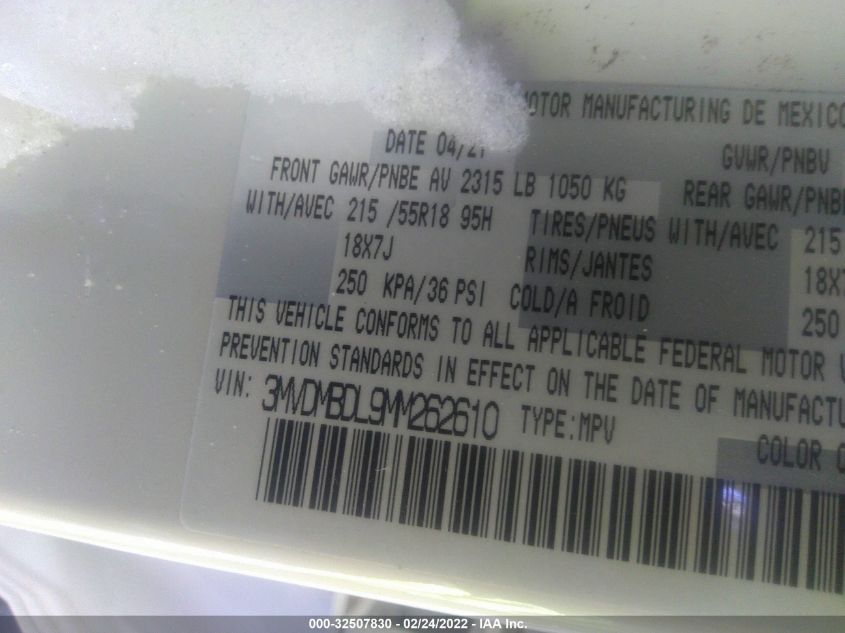 MOTOR MANUFACTURING DE MEXICO
DATE 04/21 GVWR/PNBV
FRONT GAWR/PNBE AV 2315 LB 1050 KG REAR GAWR/PNBE
WITH/AVEC 215 /55R18 95H TIRES/PNEUS WITH/AVEC 215
18X7J RIMS/JANTES 18X7
250 KPA/36 PSI COLD/A FROID 250
THIS VEHICLE CONFORMS TO ALL APPLICABLE FEDERAL MOTOR V
PREVENTION STANDARDS IN EFFECT ON THE DATE OF MANUFACTU
VIN: 3MVDMBDL9MM262610 TYPE:MPV
COLOR C
000-32507830 - 02/24/2022 - IAA Inc.